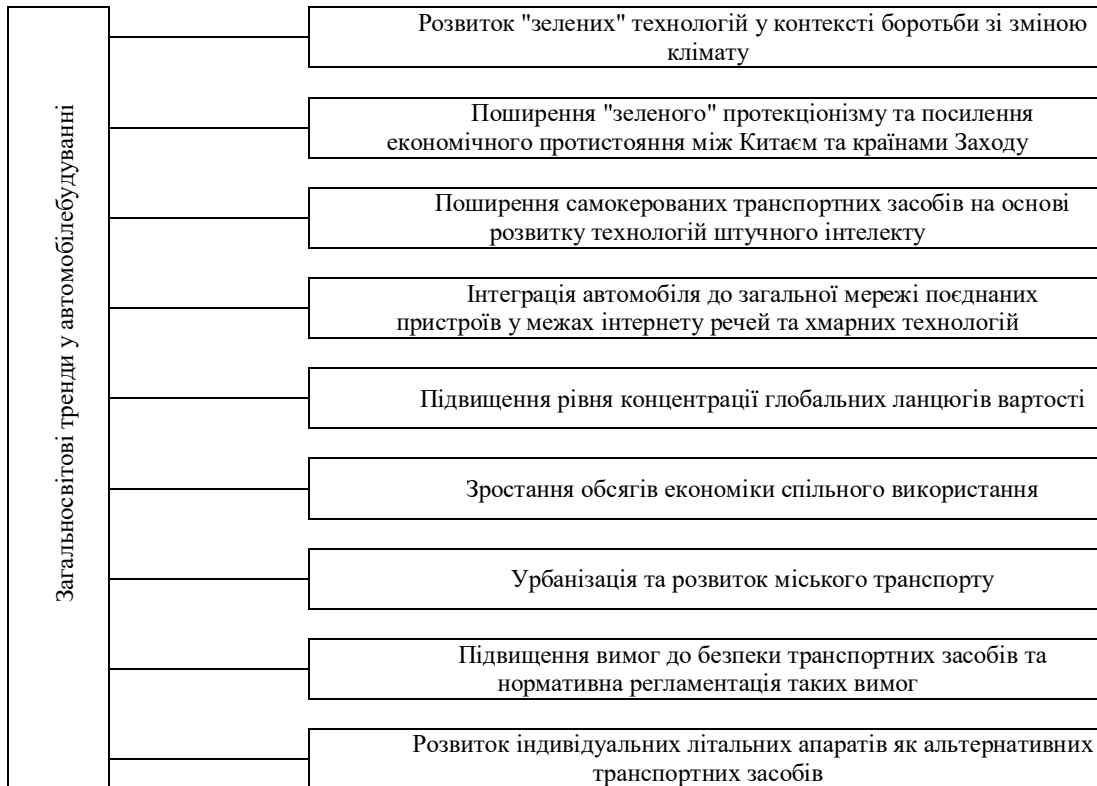 Загальносвітові тренди у автомобілебудуванні
Розвиток "зелених" технологій у контексті боротьби зі зміною
клімату
Поширення "зеленого" протекціонізму та посилення
економічного протистояння між Китаєм та країнами Заходу
Поширення самокерованих транспортних засобів на основі
розвитку технологій штучного інтелекту
Інтеграція автомобіля до загальної мережі поєднаних
пристроїв у межах інтернету речей та хмарних технологій
Підвищення рівня концентрації глобальних ланцюгів вартості
Зростання обсягів економіки спільного використання
Урбанізація та розвиток міського транспорту
Підвищення вимог до безпеки транспортних засобів та
нормативна регламентація таких вимог
Розвиток індивідуальних літальних апаратів як альтернативних
транспортних засобів